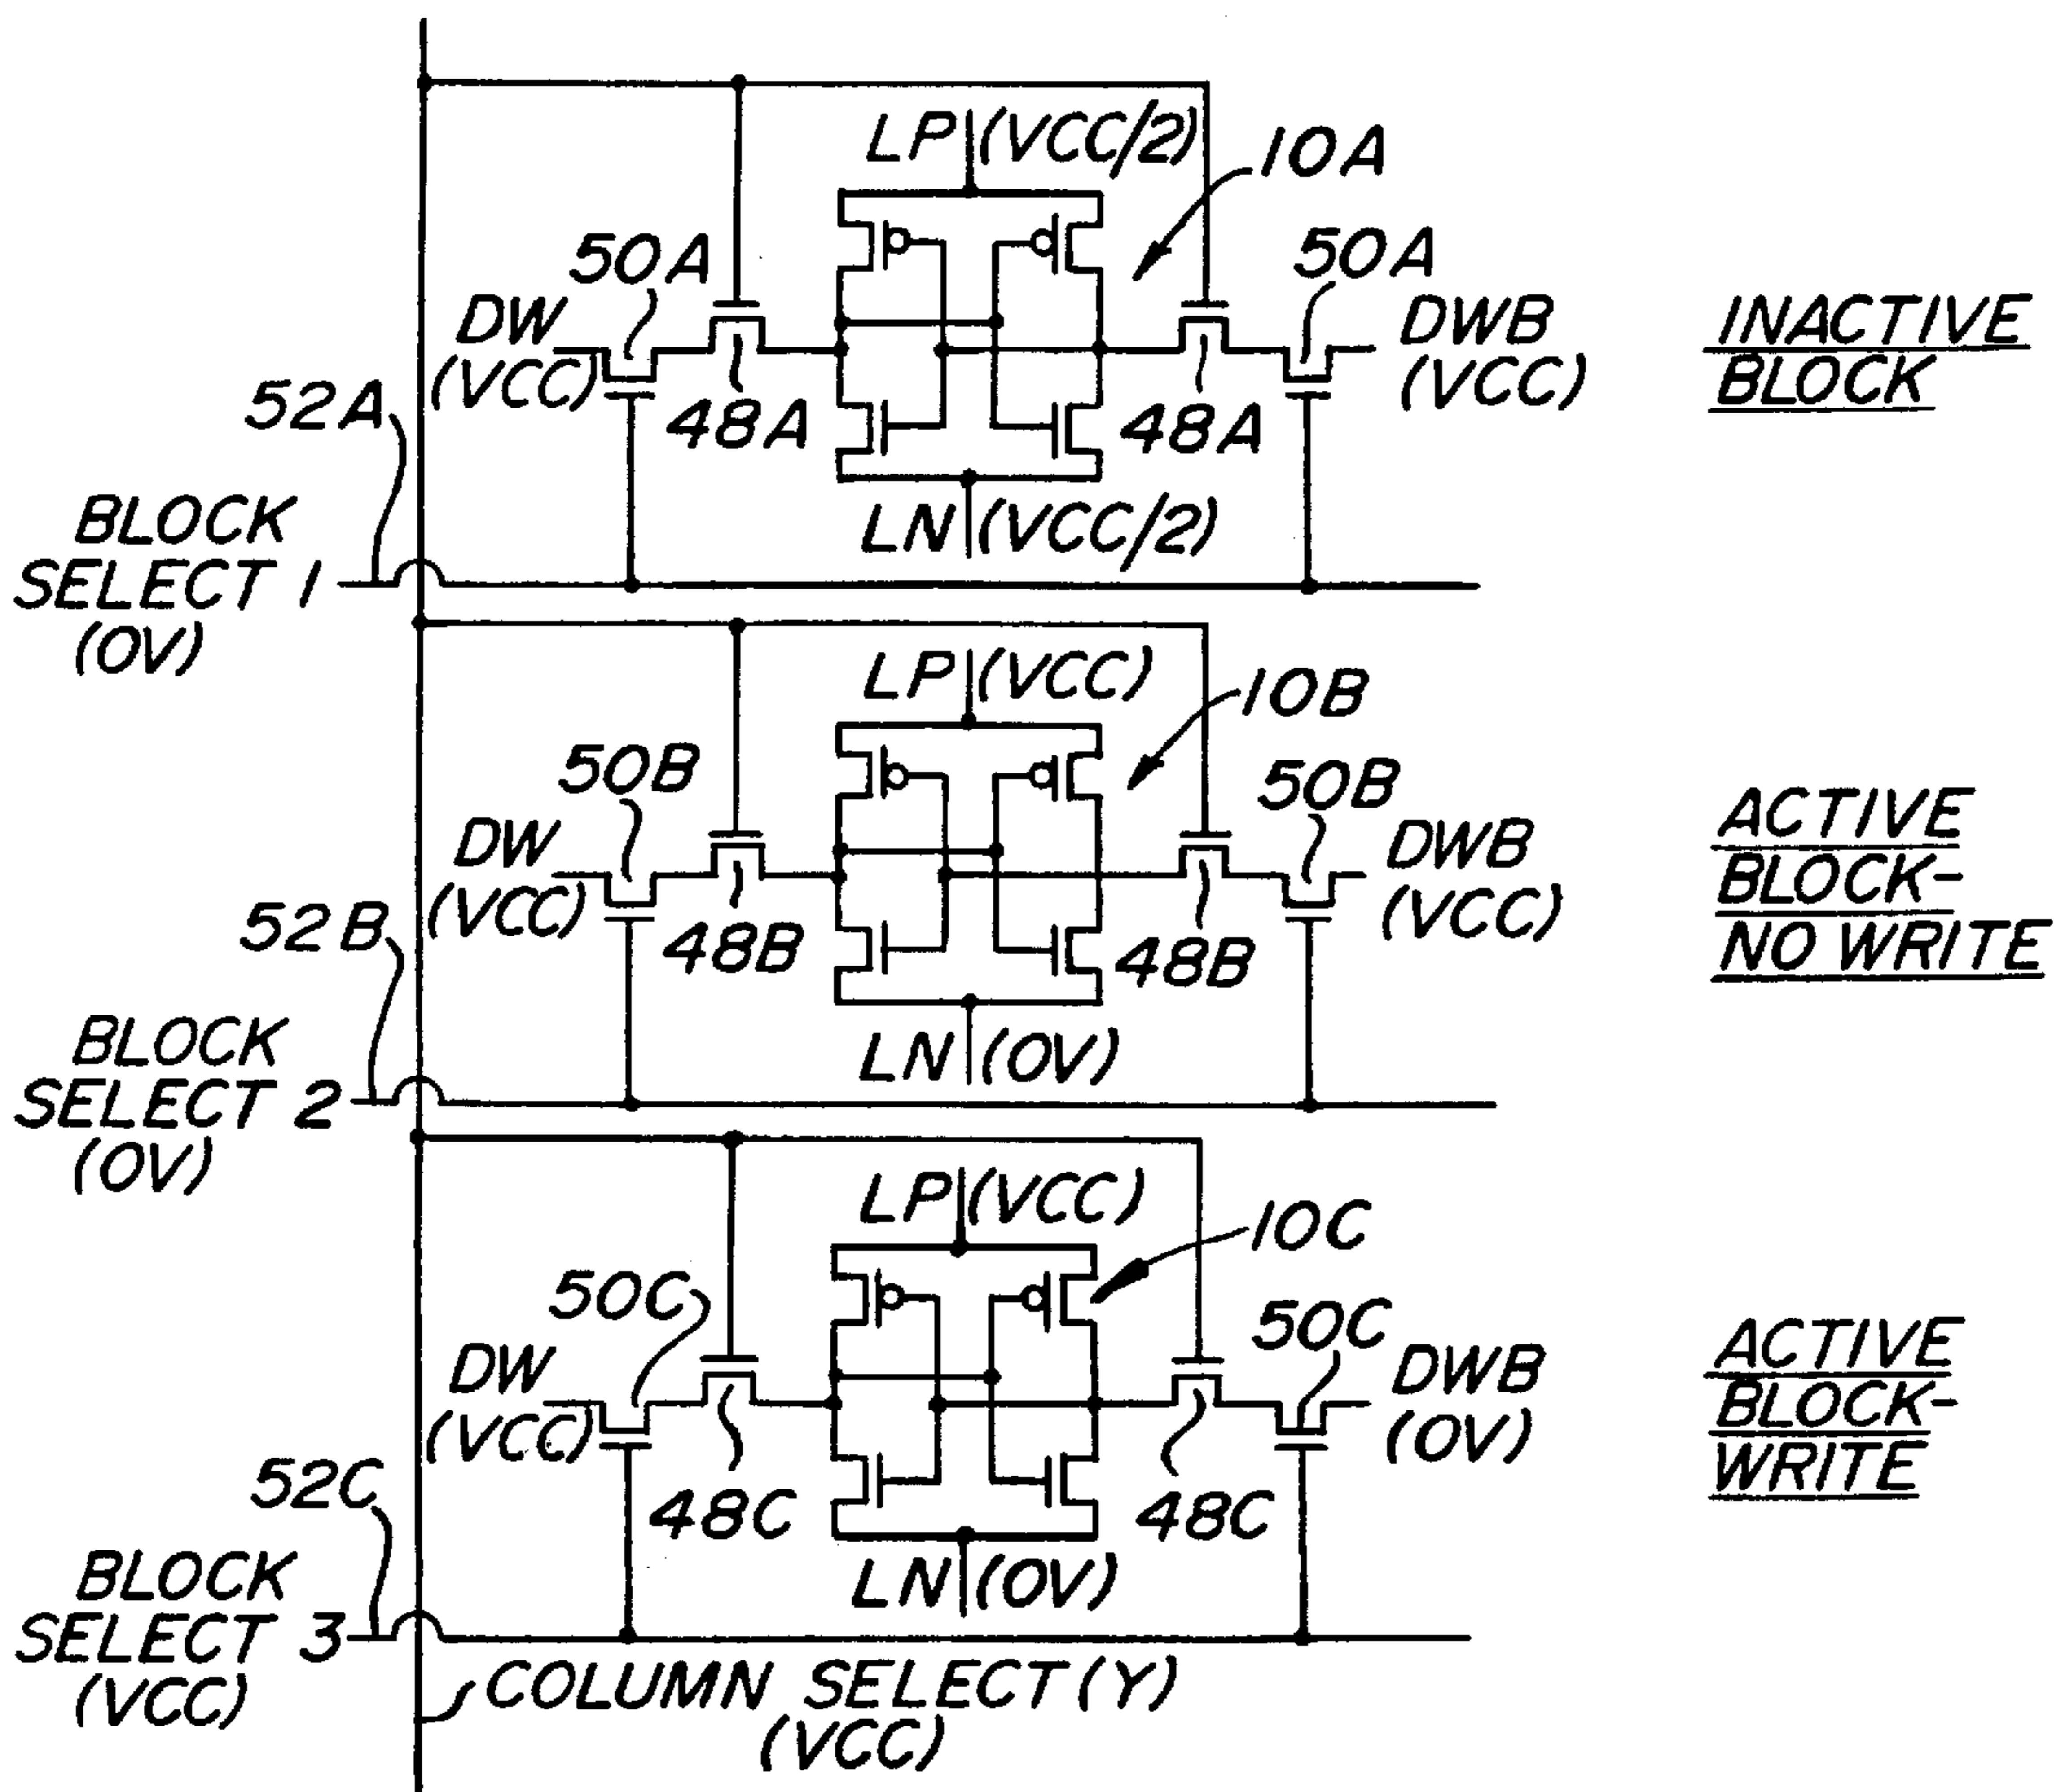 LP (VCC/2)
10A
50A
50A
DW
(VCC)
DWB
(VCC)
INACTIVE
BLOCK
52A
48A
48A
LN (VCC/2)
BLOCK
SELECT 1
(0V)
LP (VCC)
10B
50B
50B
DW
(VCC)
DWB
(VCC)
ACTIVE
BLOCK-
NO WRITE
52B
48B
48B
LN (0V)
BLOCK
SELECT 2
(0V)
LP (VCC)
10C
50C
50C
DW
(VCC)
DWB
(0V)
ACTIVE
BLOCK-
WRITE
52C
48C
48C
LN (0V)
BLOCK
SELECT 3
(VCC)
COLUMN SELECT (Y)
(VCC)